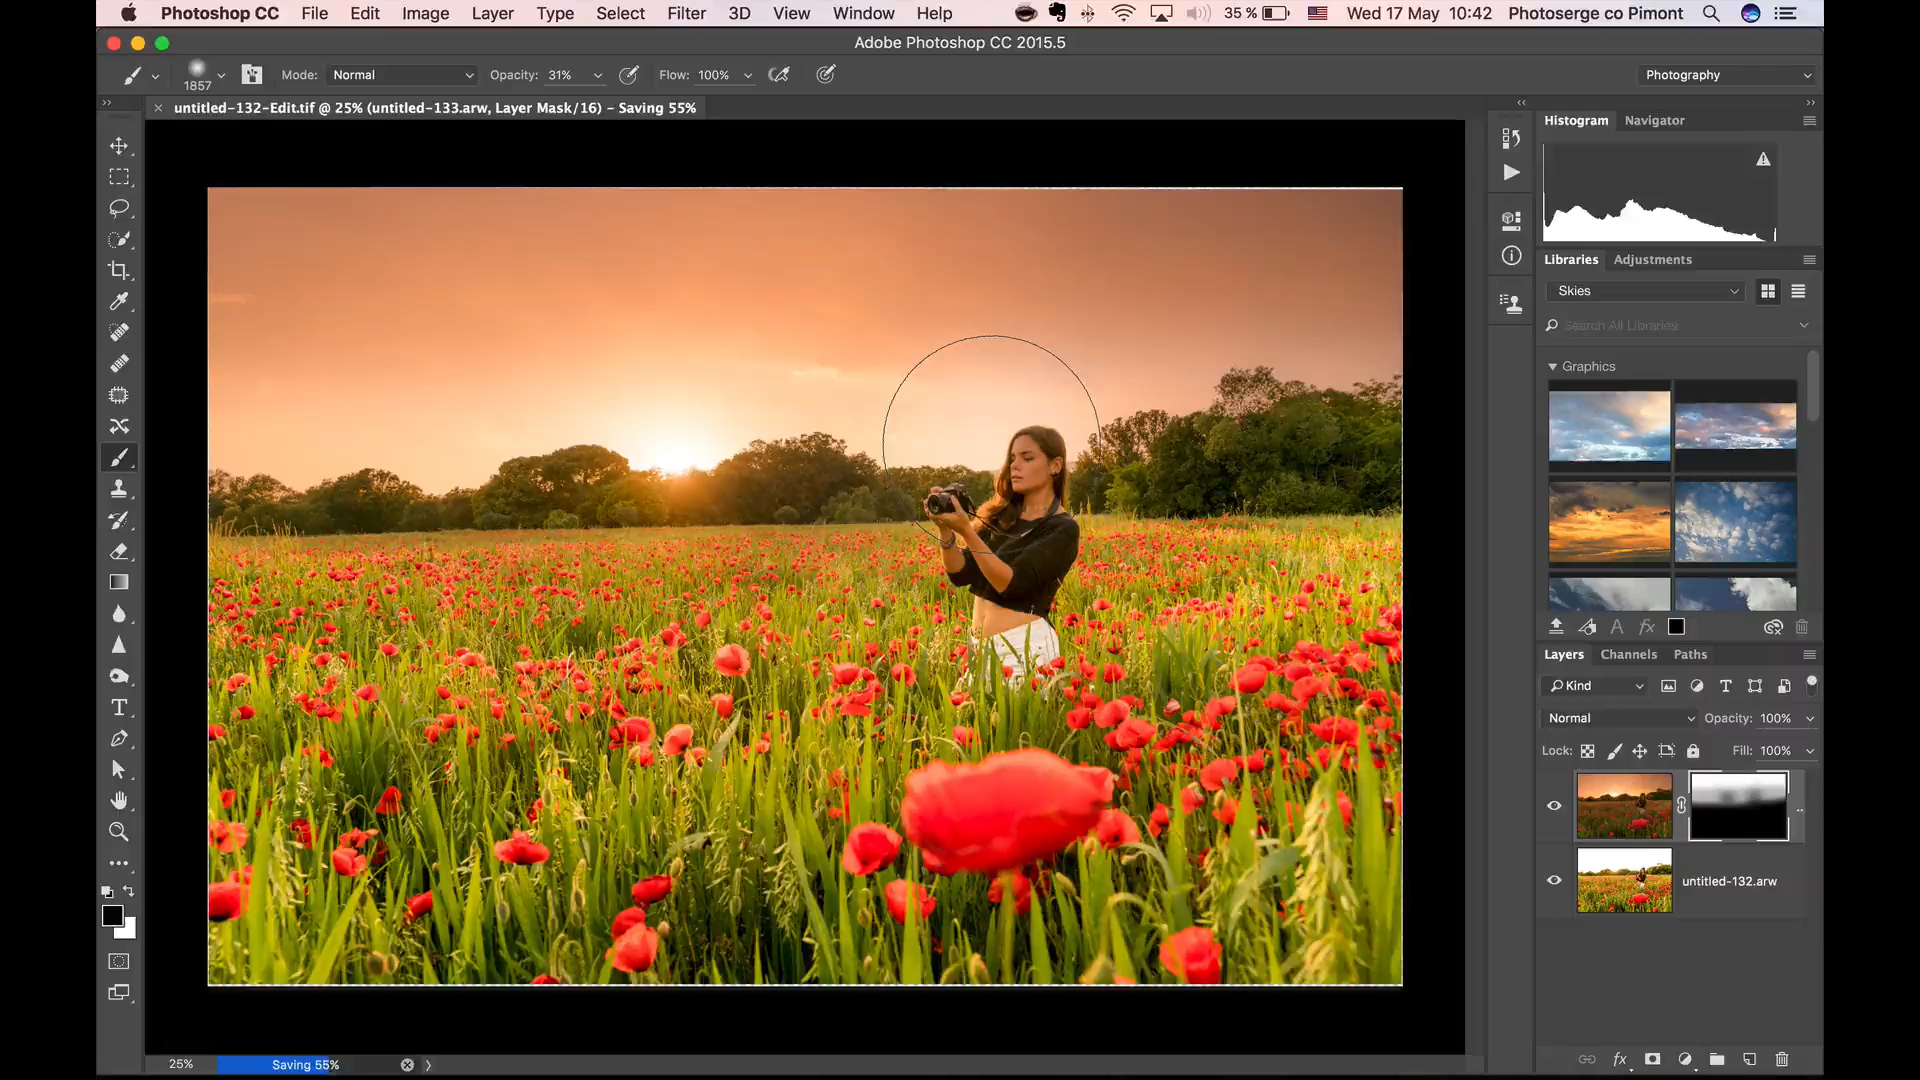 Photoshop CC File Edit Image Layer Type Select Filter 3D View Window Help 35 % Wed 17 May 10:42 Photoserge co Pimont
Adobe Photoshop CC 2015.5
1857 Mode: Normal Opacity: 31% Flow: 100% Photography
× untitled-132-Edit.tif @ 25% (untitled-133.arw, Layer Mask/16) - Saving 55%
Histogram Navigator
Libraries Adjustments
Skies
Search All Libraries
Graphics
Layers Channels Paths
Kind
Normal Opacity: 100%
Lock: Fill: 100%
untitled-132.arw
25% Saving 55%